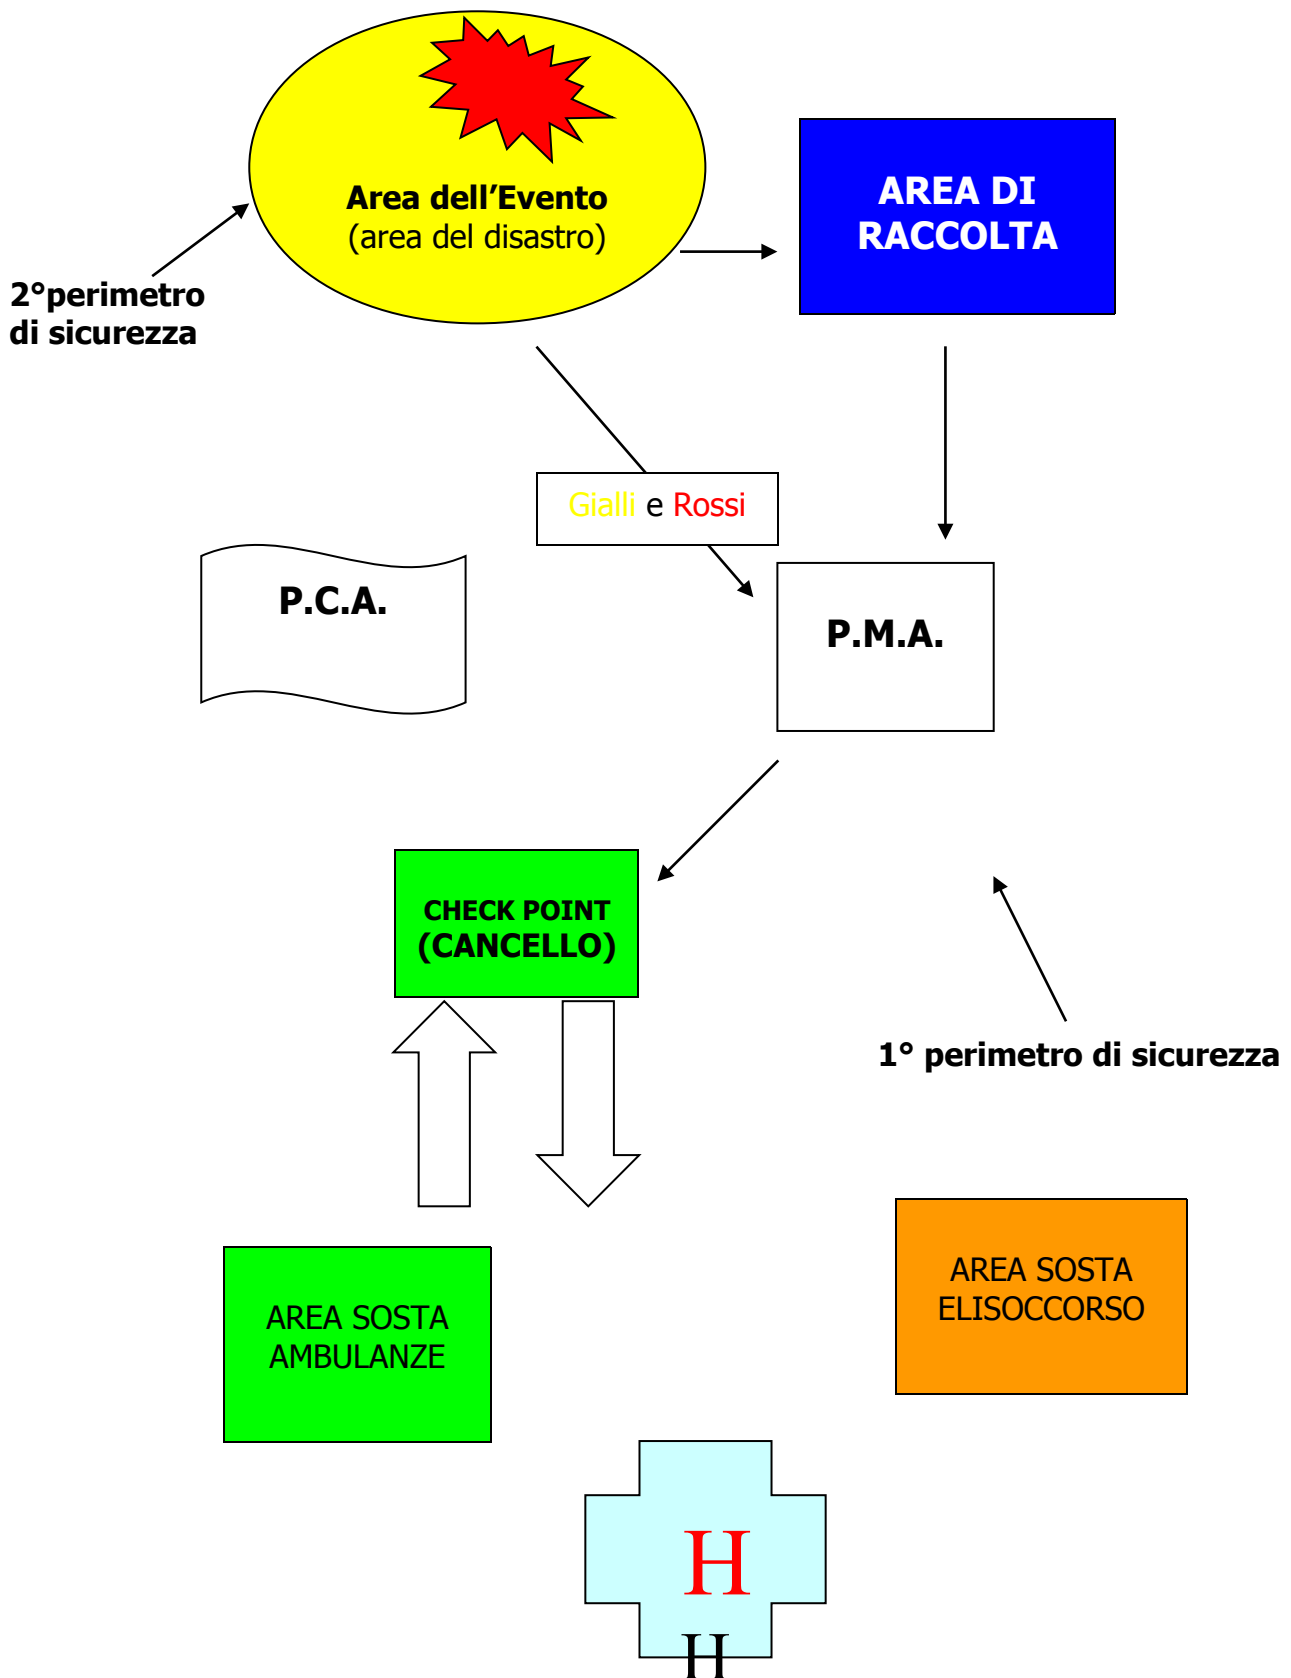 Area dell’Evento
(area del disastro)
AREA DI
RACCOLTA
2°perimetro
di sicurezza
Gialli e Rossi
P.C.A.
P.M.A.
CHECK POINT
(CANCELLO)
1° perimetro di sicurezza
AREA SOSTA
ELISOCCORSO
AREA SOSTA
AMBULANZE
H
H